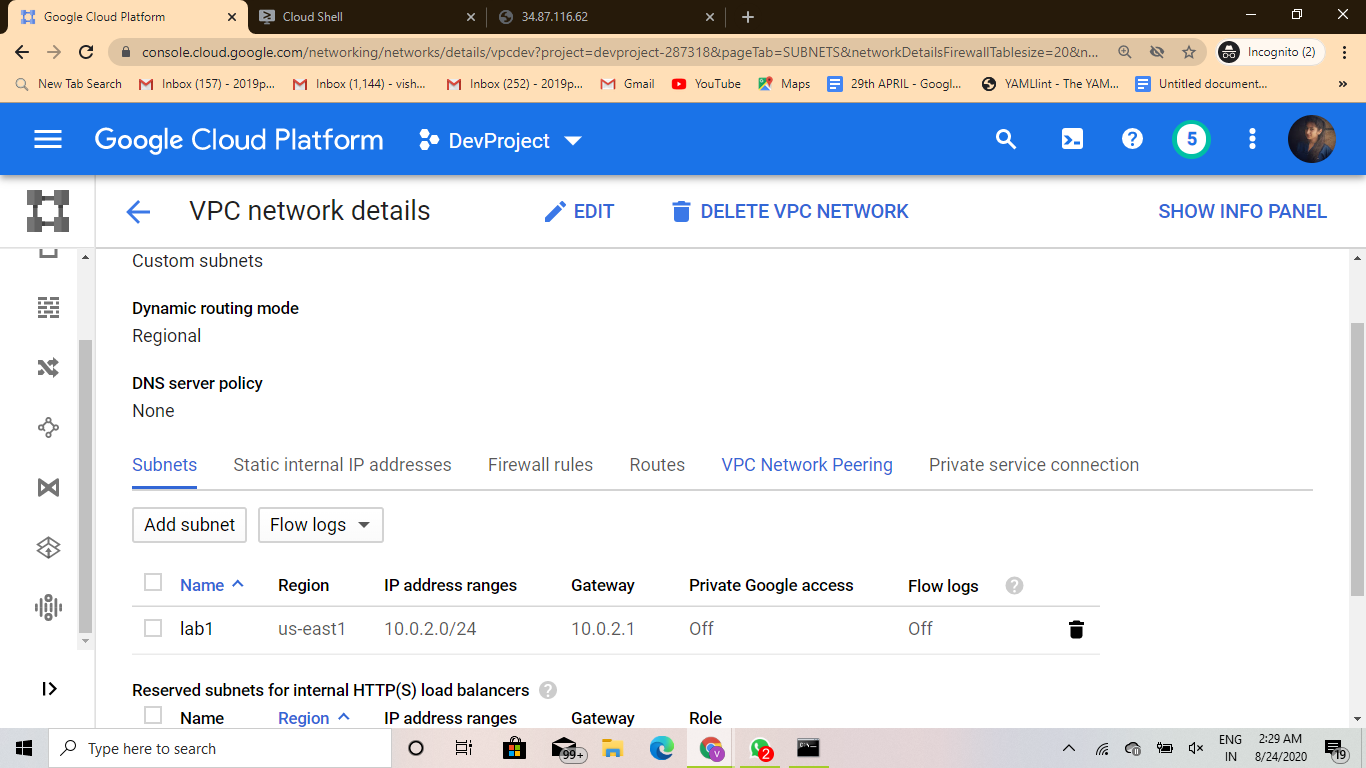 Google Cloud Platform
Cloud Shell
34.87.116.62
console.cloud.google.com/networking/networks/details/vpcdev?project=devproject-287318&pageTab=SUBNETS&networkDetailsFirewallTablesize=20&n...
Incognito (2)
New Tab Search
Inbox (157) - 2019p...
Inbox (1,144) - vish...
Inbox (252) - 2019p...
Gmail
YouTube
Maps
29th APRIL - Googl...
YAMLlint - The YAM...
Untitled document...
»
Google Cloud Platform
DevProject
5
VPC network details
EDIT
DELETE VPC NETWORK
SHOW INFO PANEL
Custom subnets
Dynamic routing mode
Regional
DNS server policy
None
Subnets Static internal IP addresses Firewall rules Routes VPC Network Peering Private service connection
Add subnet Flow logs
Name Region IP address ranges Gateway Private Google access Flow logs
lab1 us-east1 10.0.2.0/24 10.0.2.1 Off Off
Reserved subnets for internal HTTP(S) load balancers
Name Region IP address ranges Gateway Role
Type here to search
99+
V
2
ENG
IN
2:29 AM
8/24/2020
19